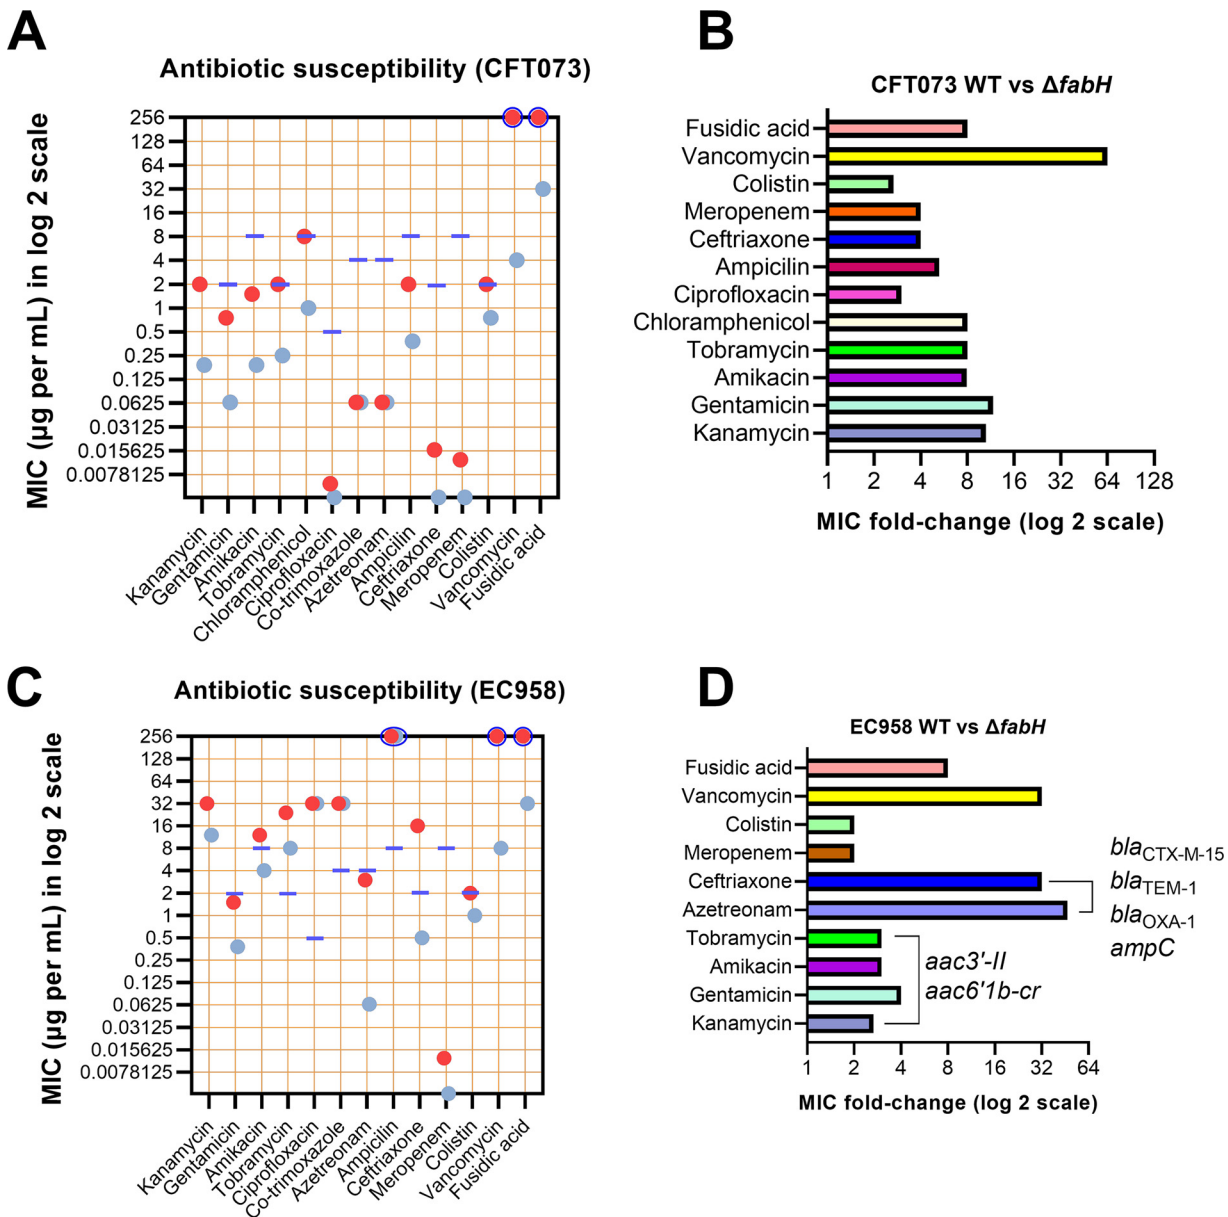 A
Antibiotic susceptibility (CFT073)
MIC (µg per mL) in log 2 scale
256
128
64
32
16
8
4
2
1
0.5
0.25
0.125
0.0625
0.03125
0.015625
0.0078125
Kanamycin
Gentamicin
Amikacin
Tobramycin
Chloramphenicol
Ciprofloxacin
Co-trimoxazole
Azetreonam
Ampicilin
Ceftriaxone
Meropenem
Colistin
Vancomycin
Fusidic acid
B
CFT073 WT vs ΔfabH
Fusidic acid
Vancomycin
Colistin
Meropenem
Ceftriaxone
Ampicilin
Ciprofloxacin
Chloramphenicol
Tobramycin
Amikacin
Gentamicin
Kanamycin
1 2 4 8 16 32 64 128
MIC fold-change (log 2 scale)
C
Antibiotic susceptibility (EC958)
MIC (µg per mL) in log 2 scale
256
128
64
32
16
8
4
2
1
0.5
0.25
0.125
0.0625
0.03125
0.015625
0.0078125
Kanamycin
Gentamicin
Amikacin
Tobramycin
Ciprofloxacin
Co-trimoxazole
Azetreonam
Ampicilin
Ceftriaxone
Meropenem
Colistin
Vancomycin
Fusidic acid
D
EC958 WT vs ΔfabH
Fusidic acid
Vancomycin
Colistin
Meropenem
Ceftriaxone
Azetreonam
Tobramycin
Amikacin
Gentamicin
Kanamycin
blaCTX-M-15
blaTEM-1
blaOXA-1
ampC
aac3'-II
aac6'1b-cr
1 2 4 8 16 32 64
MIC fold-change (log 2 scale)